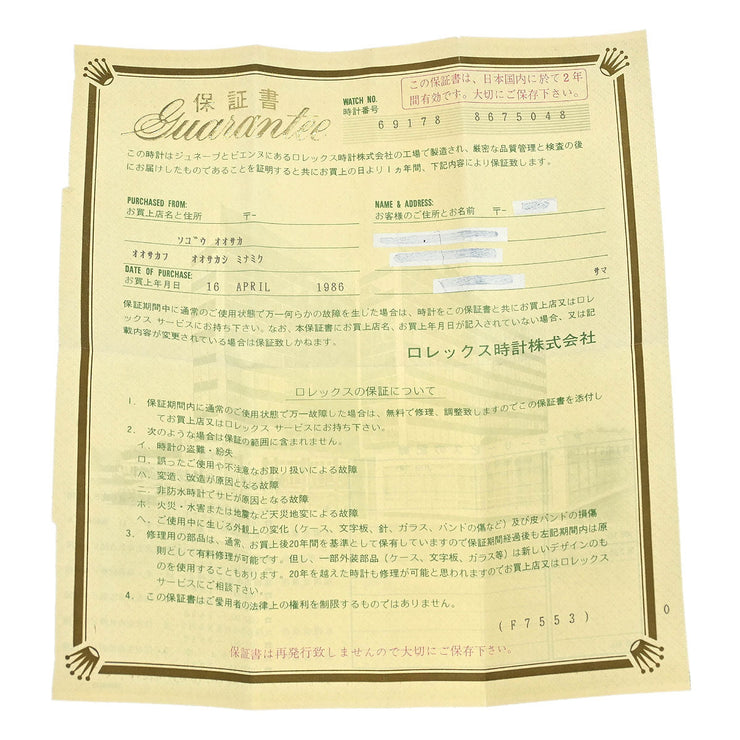 保証書
Guarantee
WATCH NO.
時計番号
この保証書は、日本国内に於て2年
間有効です。大切にご保存下さい。
69178 8675048
この時計はジュネーブとビエンヌにあるロレックス時計株式会社の工場で製造され、厳密な品質管理と検査の後
にお届けしたものであることを証明すると共にお買上の日より1ヵ年間、下記内容により保証致します。
PURCHASED FROM:
お買上店名と住所 〒-
ソゴウ オオサカ
オオサカフ オオサカシ ミナミク
DATE OF PURCHASE:
お買上年月日 16 APRIL 1986
NAME & ADDRESS:
お客様のご住所とお名前 〒-
サマ
保証期間中に通常のご使用状態で万一何らかの故障を生じた場合は、時計をこの保証書と共にお買上店又はロレ
ックス サービスにお持ち下さい。なお、本保証書にお買上店名、お買上年月日が記入されていない場合、又は記
載内容が変更されている場合は保証致しかねます。
ロレックス時計株式会社
ロレックスの保証について
1. 保証期間内に通常のご使用状態で万一故障した場合は、無料で修理、調整致しますのでこの保証書を添付し
てお買上店又はロレックス サービスにお持ち下さい。
2. 次のような場合は保証の範囲に含まれません。
イ、時計の盗難・紛失
ロ、誤ったご使用や不注意なお取り扱いによる故障
ハ、変造、改造が原因となる故障
ニ、非防水時計でサビが原因となる故障
ホ、火災・水害または地震など天災地変による故障
ヘ、ご使用中に生じる外観上の変化（ケース、文字板、針、ガラス、バンドの傷など）及び皮バンドの損傷
3. 修理用の部品は、通常、お買上後20年間を基準として保有していますので保証期間経過後も左記期間内は原
則として有料修理が可能です。但し、一部外装部品（ケース、文字板、ガラス等）は新しいデザインのも
のを使用することもあります。20年を越えた時計も修理が可能と思われますのでお買上店又はロレックス
サービスにご相談下さい。
4. この保証書はご愛用者の法律上の権利を制限するものではありません。
(F7553)
0
保証書は再発行致しませんので大切にご保存下さい。